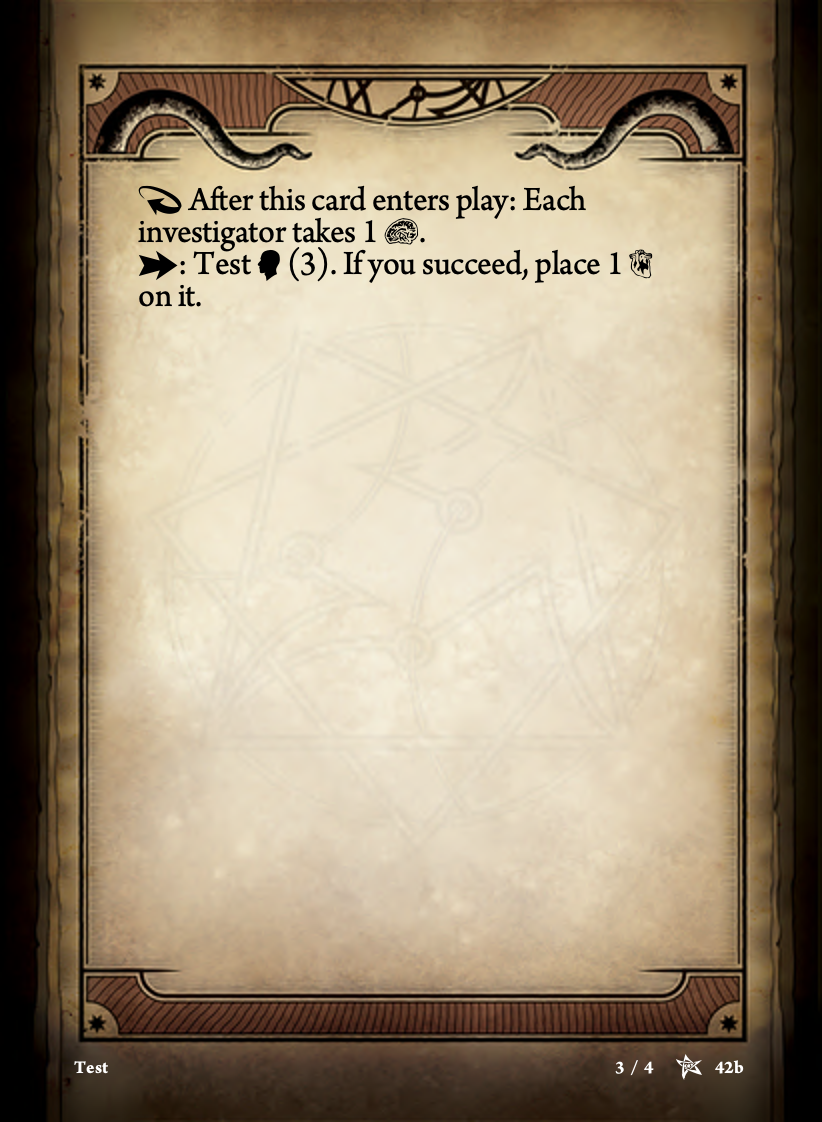 After this card enters play: Each
investigator takes 1 .
: Test (3). If you succeed, place 1
on it.
Test
3 / 4 42b